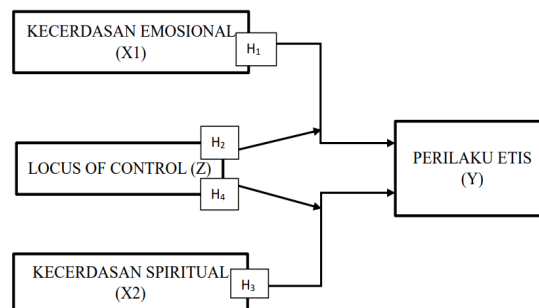 KECERDASAN EMOSIONAL
(X1)
H₁
H₂
LOCUS OF CONTROL (Z)
H₄
PERILAKU ETIS
(Y)
KECERDASAN SPIRITUAL
(X2)
H₃